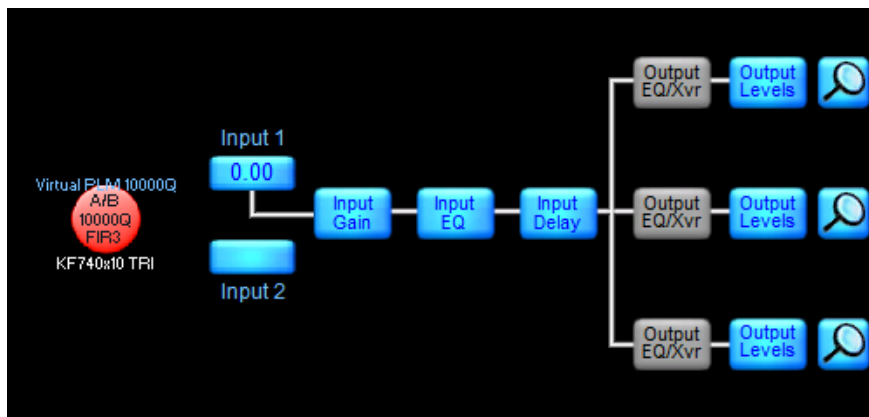 Virtual PLM 10000Q
A/B
10000Q
FIR3
KF740x10 TRI
Input 1
0.00
Input 2
Input
Gain
Input
EQ
Input
Delay
Output
EQ/Xvr
Output
Levels
Output
EQ/Xvr
Output
Levels
Output
EQ/Xvr
Output
Levels